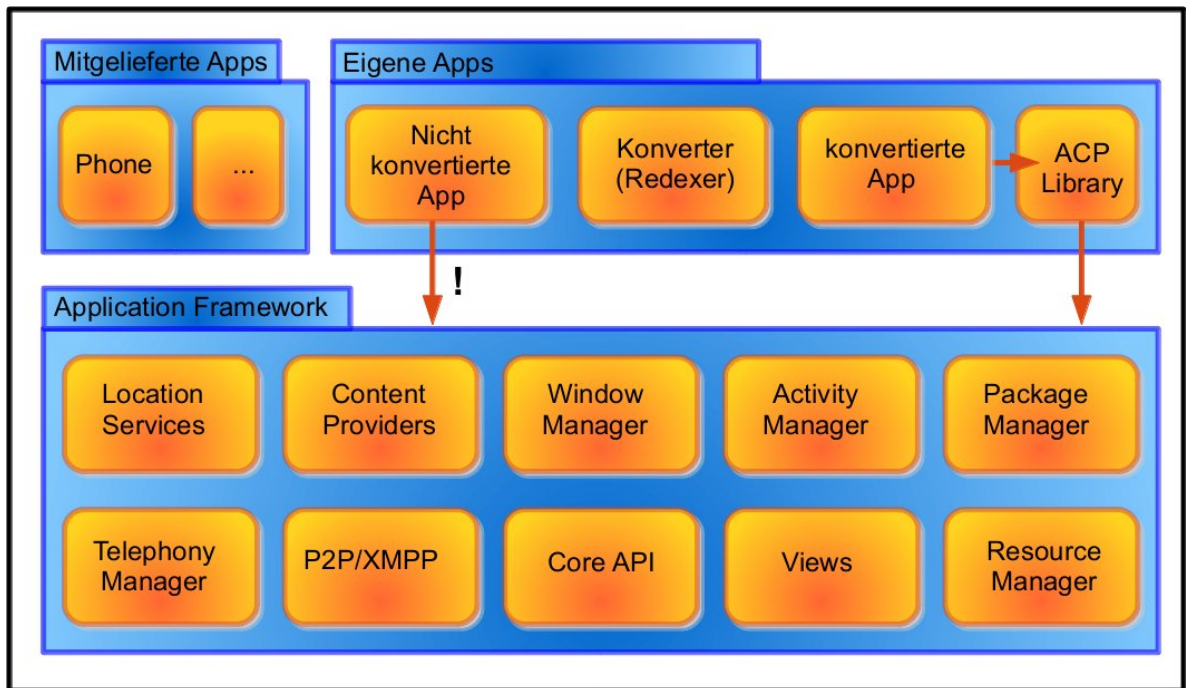 Mitgelieferte Apps
Phone
...
Eigene Apps
Nicht
konvertierte
App
Konverter
(Redexer)
konvertierte
App
ACP
Library
!
Application Framework
Location
Services
Content
Providers
Window
Manager
Activity
Manager
Package
Manager
Telephony
Manager
P2P/XMPP
Core API
Views
Resource
Manager